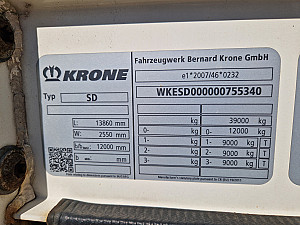 KRONE
Fahrzeugwerk Bernard Krone GmbH
e1*2007/46*0232
Typ SD
WKESD000000755340
L: 13860 mm
W: 2550 mm
12000 mm
b: mm
kg 39000 kg
0- kg 12000 kg
1- kg 1- 9000 kg T
2- kg 2- 9000 kg T
3- kg 3- 9000 kg T